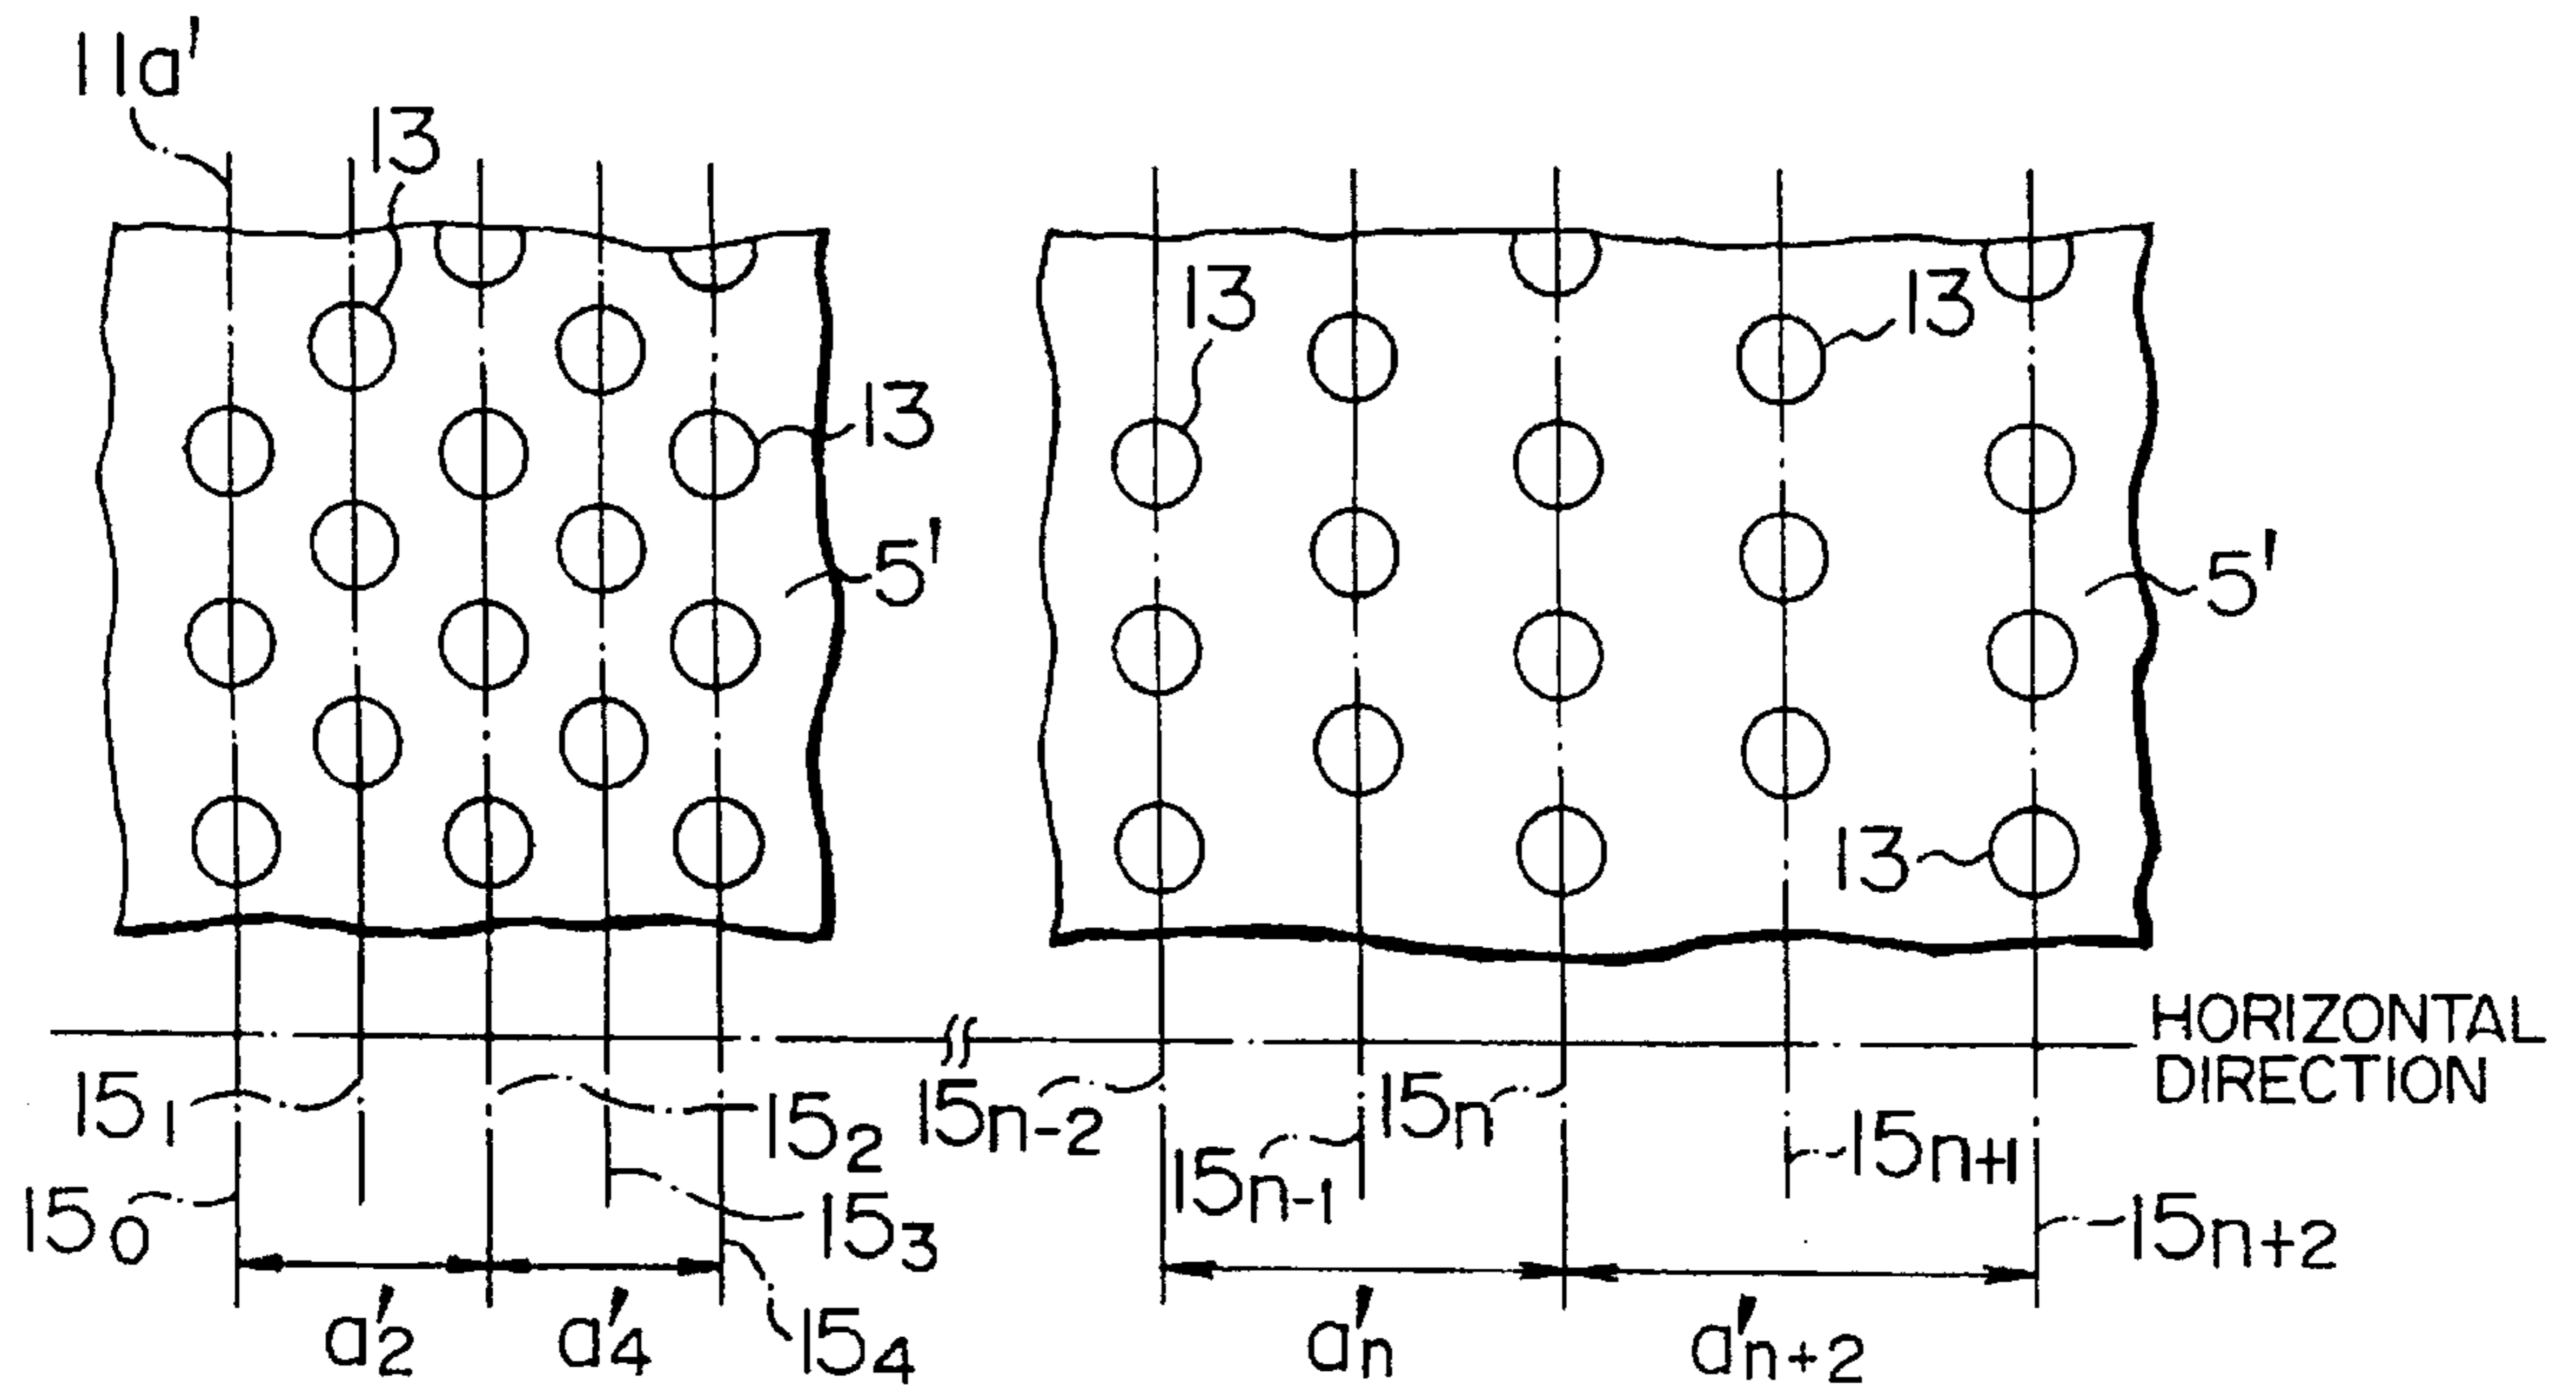 11a'
13
13
13
13
5'
5'
13
HORIZONTAL
DIRECTION
15₁
15₂
15n-2
15n
15n-1
15n+1
15₀
15₃
15n+2
a'₂
a'₄
15₄
a'n
a'n+2